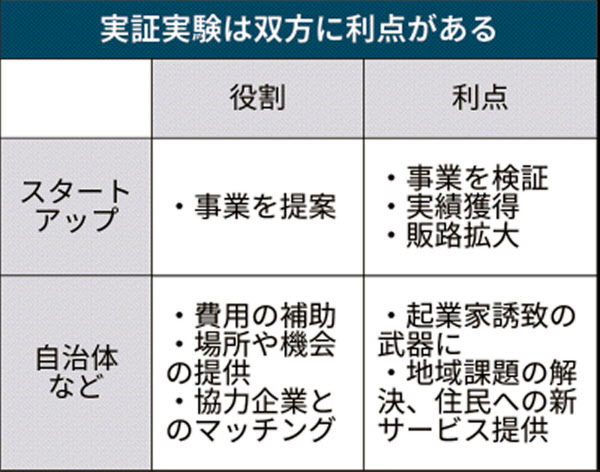 実証実験は双方に利点がある
役割
利点
スタート
アップ
・事業を提案
・事業を検証
・実績獲得
・販路拡大
自治体
など
・費用の補助
・場所や機会
の提供
・協力企業と
のマッチング
・起業家誘致の
武器に
・地域課題の解
決、住民への新
サービス提供